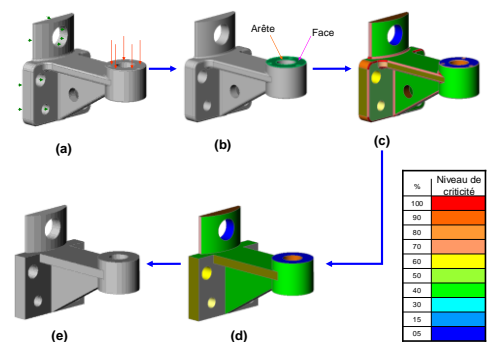 Arête
Face
(a)
(b)
(c)
% Niveau de
criticité
100
90
80
70
60
50
40
30
15
05
(e)
(d)